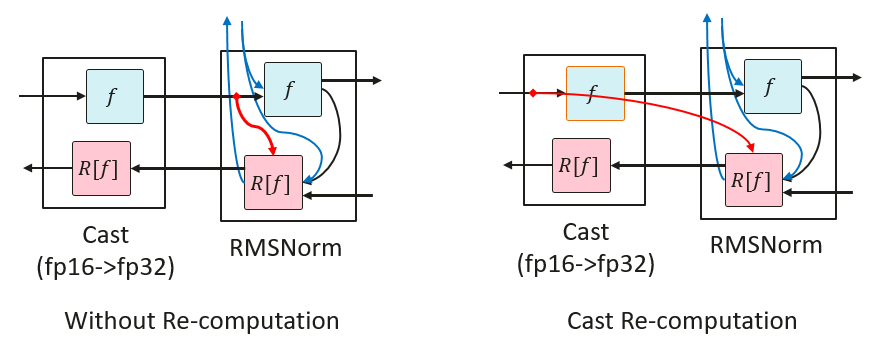 f
f
R[f]
R[f]
Cast
(fp16->fp32)
RMSNorm
Without Re-computation
f
f
R[f]
R[f]
Cast
(fp16->fp32)
RMSNorm
Cast Re-computation